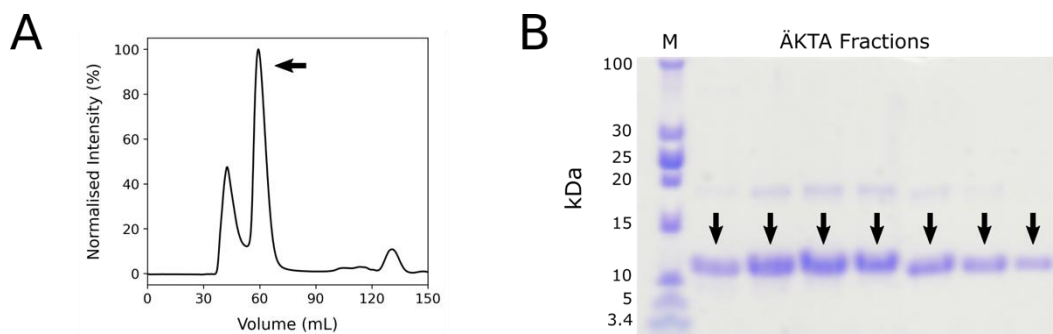 A
Normalised Intensity (%)
100
80
60
40
20
0
0 30 60 90 120 150
Volume (mL)
B
M ÄKTA Fractions
kDa
100
30
25
20
15
10
5
3.4